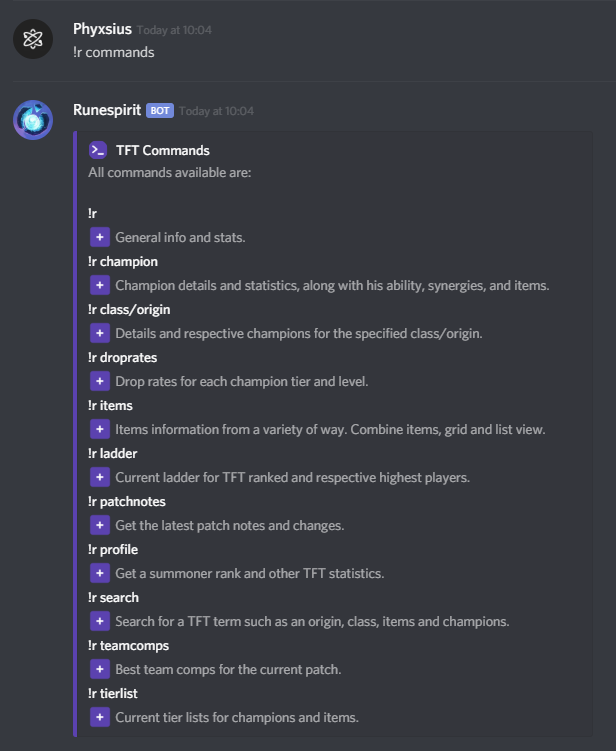 Phyxsius Today at 10:04
!r commands
Runespirit BOT Today at 10:04
>_ TFT Commands
All commands available are:
!r
+ General info and stats.
!r champion
+ Champion details and statistics, along with his ability, synergies, and items.
!r class/origin
+ Details and respective champions for the specified class/origin.
!r droprates
+ Drop rates for each champion tier and level.
!r items
+ Items information from a variety of way. Combine items, grid and list view.
!r ladder
+ Current ladder for TFT ranked and respective highest players.
!r patchnotes
+ Get the latest patch notes and changes.
!r profile
+ Get a summoner rank and other TFT statistics.
!r search
+ Search for a TFT term such as an origin, class, items and champions.
!r teamcomps
+ Best team comps for the current patch.
!r tierlist
+ Current tier lists for champions and items.